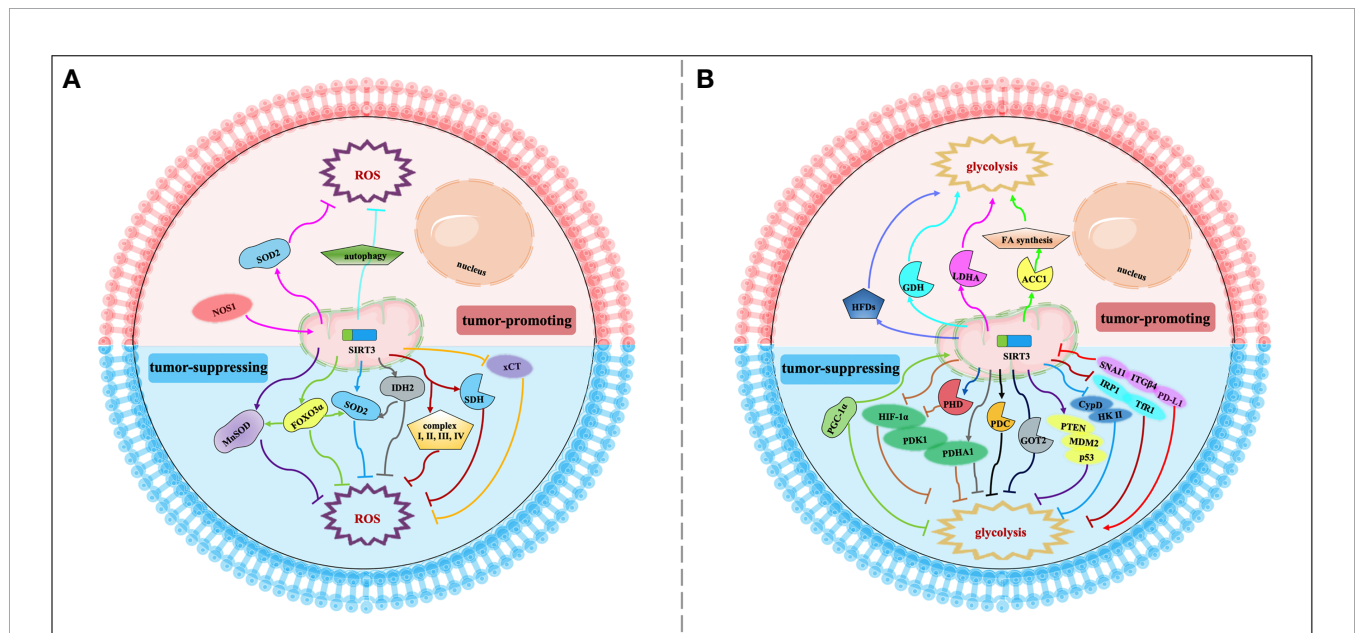 A
ROS
SOD2
autophagy
nucleus
NOS1
tumor-promoting
SIRT3
tumor-suppressing
xCT
IDH2
SDH
SOD2
FOXO3α
MnSOD
complex
I, II, III, IV
ROS
B
glycolysis
FA synthesis
nucleus
LDHA
GDH
ACC1
HFDs
tumor-promoting
SIRT3
tumor-suppressing
SNAI1
ITGβ4
PD-L1
IRP1
TfR1
CypD
HK II
PHD
PGC-1α
HIF-1α
PDK1
PDHA1
PDC
GOT2
PTEN
MDM2
p53
glycolysis